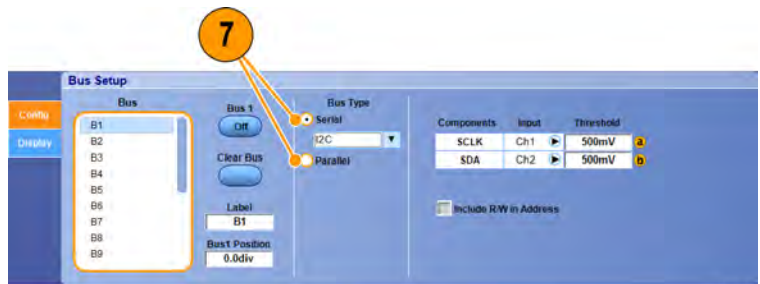 7
Bus Setup
Config
Display
Bus
B1
B2
B3
B4
B5
B6
B7
B8
B9
Bus 1
Off
Clear Bus
Label
B1
Bus1 Position
0.0div
Bus Type
Serial
I2C
Parallel
Components Input Threshold
SCLK Ch1 500mV a
SDA Ch2 500mV b
Include R/W in Address